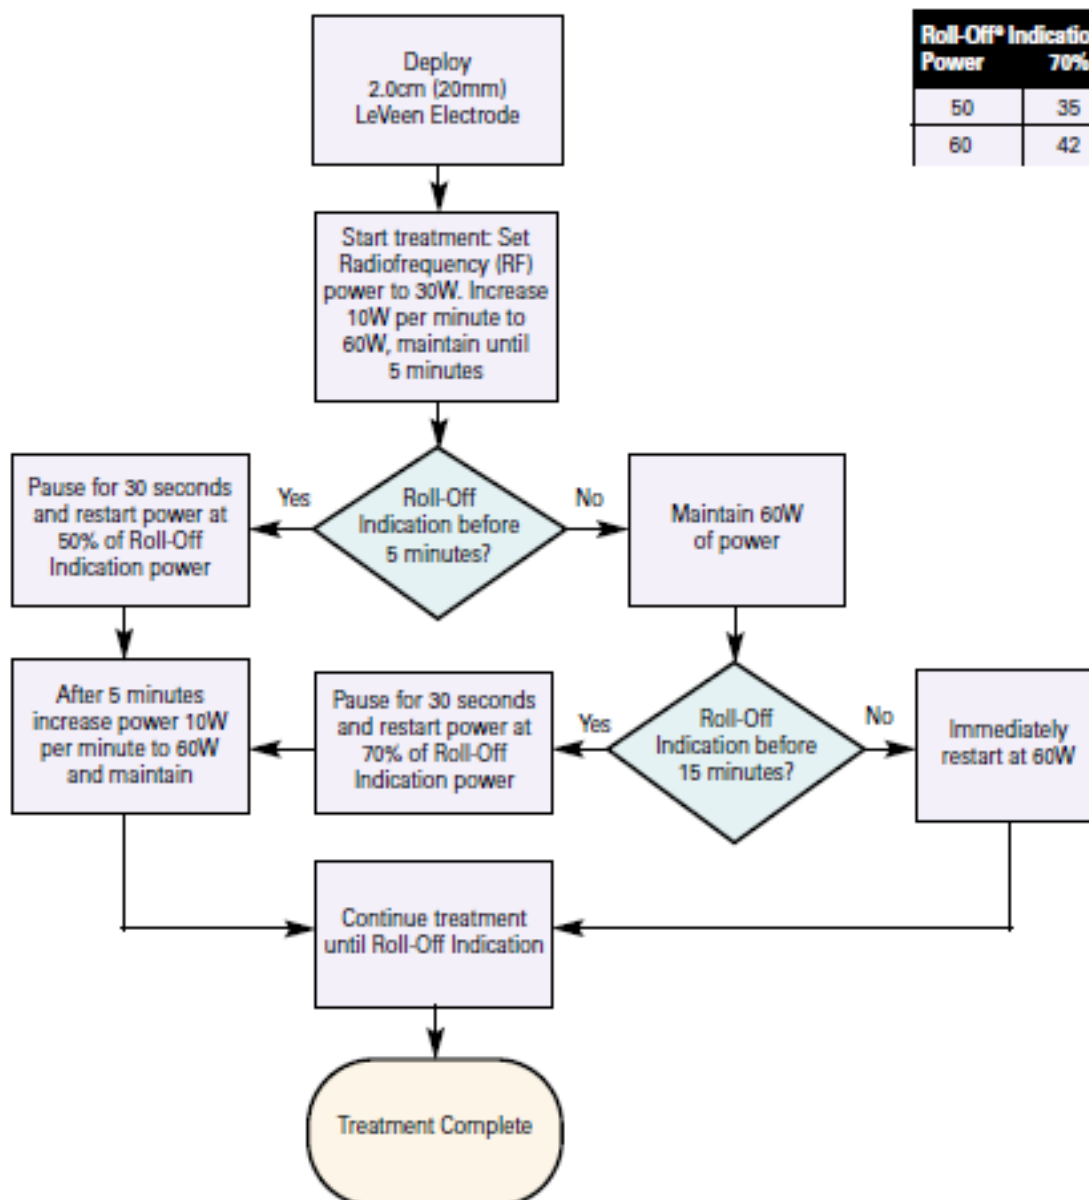 Roll-Off® Indicatio
Power 70%
50 35
60 42
Deploy
2.0cm (20mm)
LeVeen Electrode
Start treatment: Set
Radiofrequency (RF)
power to 30W. Increase
10W per minute to
60W, maintain until
5 minutes
Roll-Off
Indication before
5 minutes?
Yes
No
Pause for 30 seconds
and restart power at
50% of Roll-Off
Indication power
Maintain 60W
of power
After 5 minutes
increase power 10W
per minute to 60W
and maintain
Pause for 30 seconds
and restart power at
70% of Roll-Off
Indication power
Yes
Roll-Off
Indication before
15 minutes?
No
Immediately
restart at 60W
Continue treatment
until Roll-Off Indication
Treatment Complete